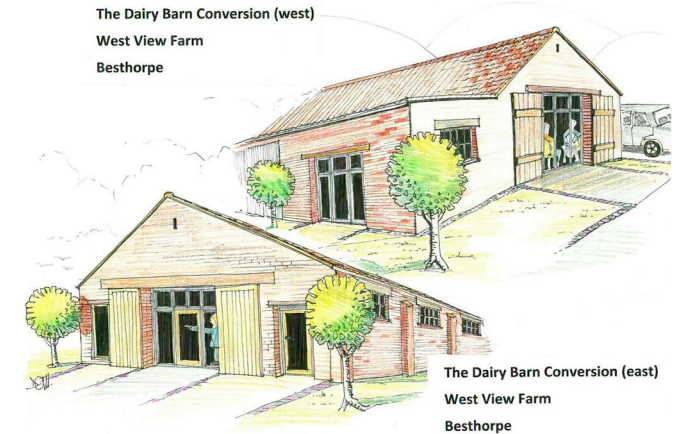 The Dairy Barn Conversion (west)
West View Farm
Besthorpe
The Dairy Barn Conversion (east)
West View Farm
Besthorpe